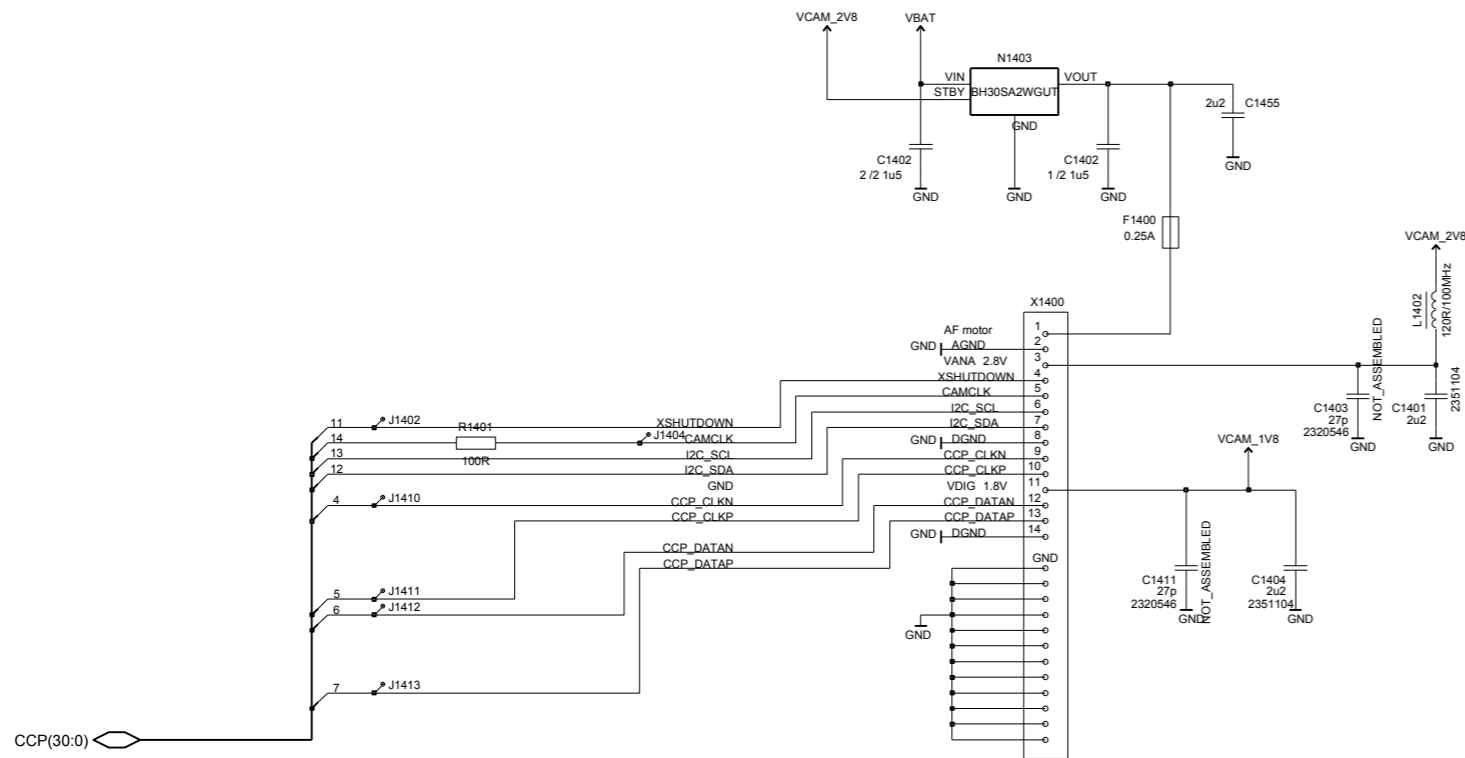 VCAM_2V8
VBAT
N1403
VIN
VOUT
STBY
BH30SA2WGUT
GND
2u2
C1455
GND
C1402
2 /2 1u5
C1402
1 /2 1u5
GND
GND
GND
F1400
0.25A
VCAM_2V8
L1402
120R/100MHz
X1400
AF motor
1
GND
AGND
2
VANA 2.8V
3
XSHUTDOWN
4
CAMCLK
5
I2C_SCL
6
I2C_SDA
7
GND
DGND
8
CCP_CLKN
9
CCP_CLKP
10
VDIG 1.8V
11
CCP_DATAN
12
CCP_DATAP
13
GND
DGND
14
GND
GND
C1403
27p
2320546
NOT_ASSEMBLED
GND
C1401
2u2
2351104
GND
VCAM_1V8
C1411
27p
2320546
NOT_ASSEMBLED
GND
C1404
2u2
2351104
GND
11
J1402
XSHUTDOWN
14
R1401
100R
J1404
CAMCLK
13
I2C_SCL
12
I2C_SDA
GND
4
J1410
CCP_CLKN
CCP_CLKP
CCP_DATAN
CCP_DATAP
5
J1411
6
J1412
7
J1413
CCP(30:0)